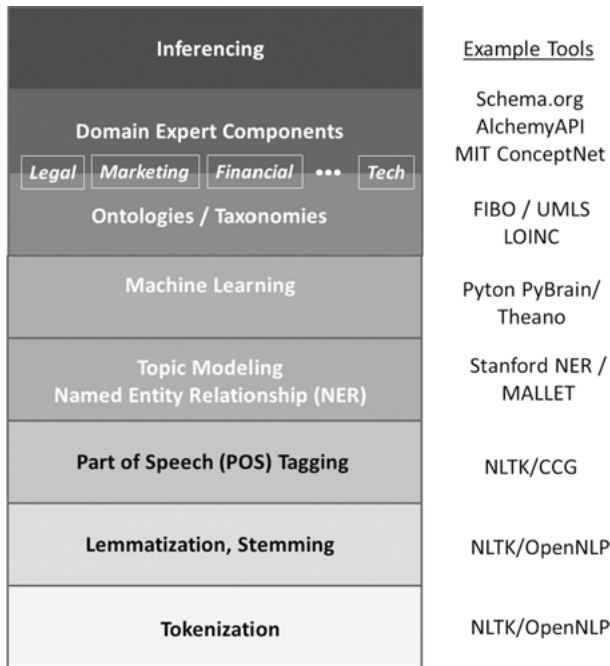 Inferencing
Example Tools
Domain Expert Components
Schema.org
AlchemyAPI
MIT ConceptNet
Legal Marketing Financial ••• Tech
Ontologies / Taxonomies
FIBO / UMLS
LOINC
Machine Learning
Pyton PyBrain/
Theano
Topic Modeling
Named Entity Relationship (NER)
Stanford NER /
MALLET
Part of Speech (POS) Tagging
NLTK/CCG
Lemmatization, Stemming
NLTK/OpenNLP
Tokenization
NLTK/OpenNLP